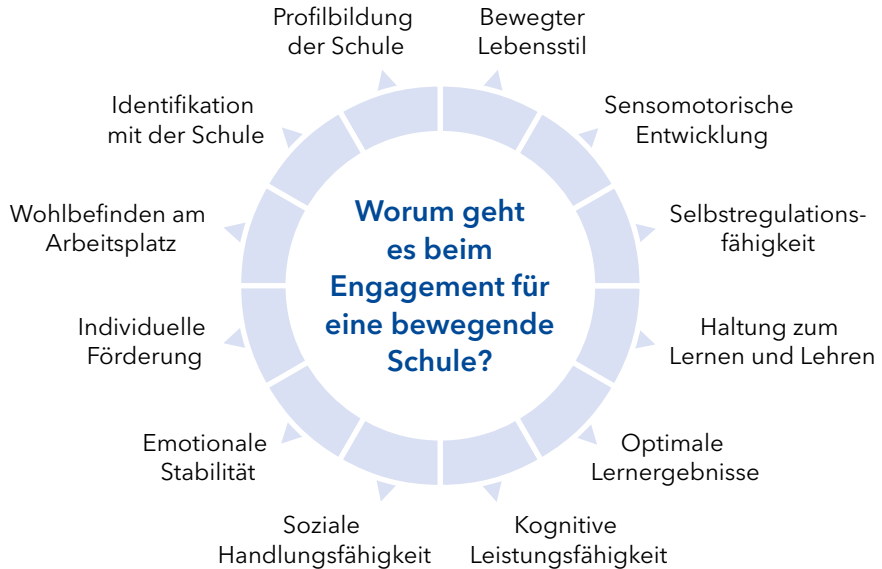 Profilbildung
der Schule
Bewegter
Lebensstil
Identifikation
mit der Schule
Sensomotorische
Entwicklung
Wohlbefinden am
Arbeitsplatz
Worum geht
es beim
Engagement für
eine bewegende
Schule?
Selbstregulations-
fähigkeit
Individuelle
Förderung
Haltung zum
Lernen und Lehren
Emotionale
Stabilität
Optimale
Lernergebnisse
Soziale
Handlungsfähigkeit
Kognitive
Leistungsfähigkeit